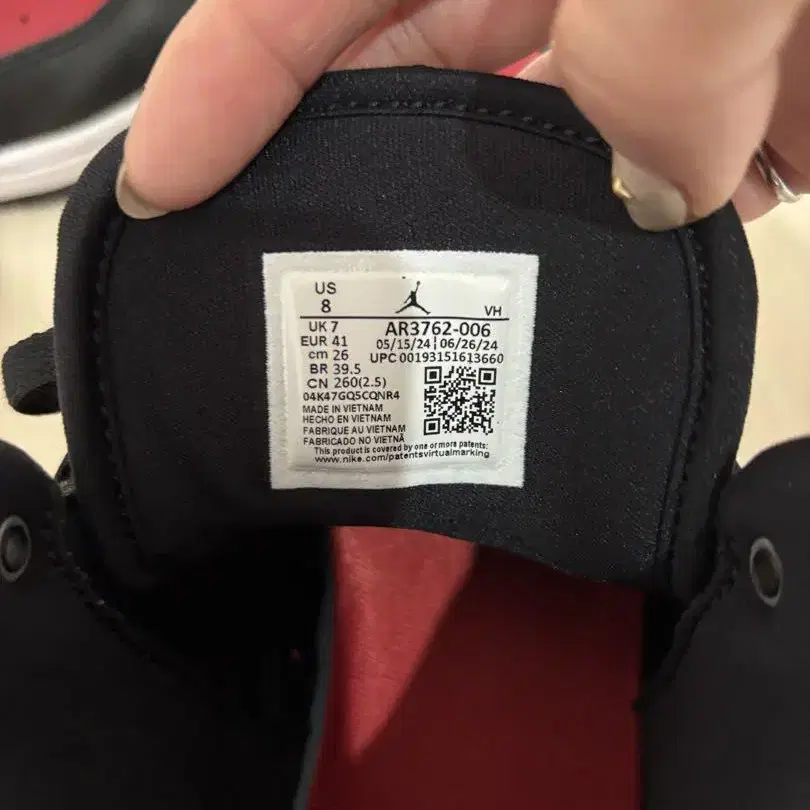 US
8
VH
UK 7
AR3762-006
EUR 41
05/15/24 | 06/26/24
cm 26
UPC 00193151613660
BR 39.5
CN 260(2.5)
04K47GQ5CQNR4
MADE IN VIETNAM
HECHO EN VIETNAM
FABRIQUE AU VIETNAM
FABRICADO NO VIETNÃ
This product is covered by one or more patents:
www.nike.com/patentsvirtualmarking